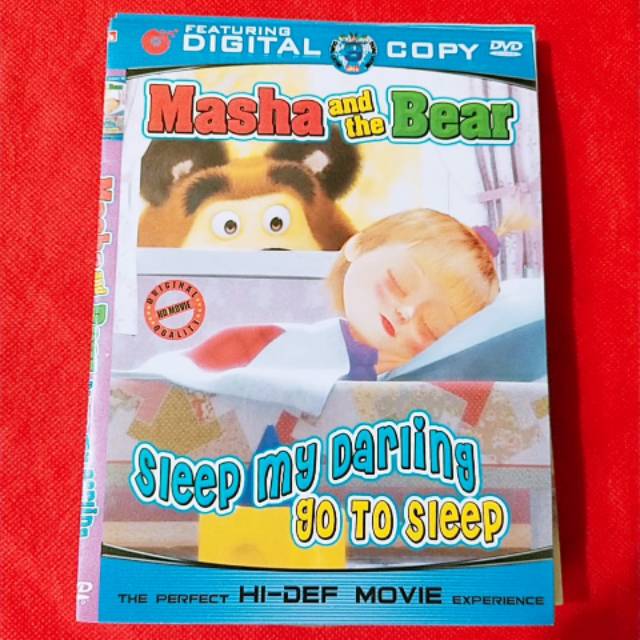 FEATURING
DIGITAL COPY DVD
Masha and the Bear
ORIGINAL
HD MOVIE
QUALITY
Sleep my Darling
go to Sleep
THE PERFECT HI-DEF MOVIE EXPERIENCE